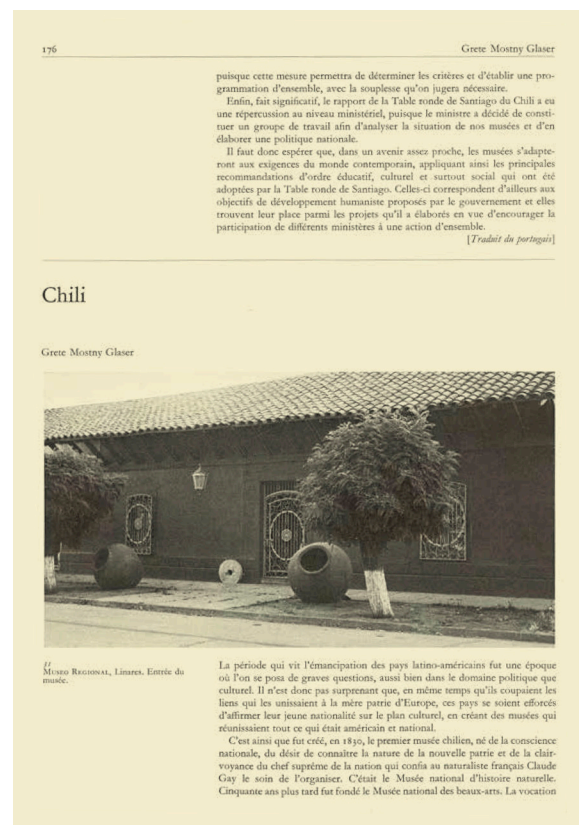 176
Grete Mostny Glaser
puisque cette mesure permettra de déterminer les critères et d'établir une pro-
grammation d'ensemble, avec la souplesse qu'on jugera nécessaire.
Enfin, fait significatif, le rapport de la Table ronde de Santiago du Chili a eu
une répercussion au niveau ministériel, puisque le ministre a décidé de consti-
tuer un groupe de travail afin d'analyser la situation de nos musées et d'en
élaborer une politique nationale.
Il faut donc espérer que, dans un avenir assez proche, les musées s'adapte-
ront aux exigences du monde contemporain, appliquant ainsi les principales
recommandations d'ordre éducatif, culturel et surtout social qui ont été
adoptées par la Table ronde de Santiago. Celles-ci correspondent d'ailleurs aux
objectifs de développement humaniste proposés par le gouvernement et elles
trouvent leur place parmi les projets qu'il a élaborés en vue d'encourager la
participation de différents ministères à une action d'ensemble.
[Traduit du portugais]
Chili
Grete Mostny Glaser
MUSEO REGIONAL, Linares. Entrée du
musée.
La période qui vit l'émancipation des pays latino-américains fut une époque
où l'on se posa de graves questions, aussi bien dans le domaine politique que
culturel. Il n'est donc pas surprenant que, en même temps qu'ils coupaient les
liens qui les unissaient à la mère patrie d'Europe, ces pays se soient efforcés
d'affirmer leur jeune nationalité sur le plan culturel, en créant des musées qui
réunissaient tout ce qui était américain et national.
C'est ainsi que fut créé, en 1830, le premier musée chilien, né de la conscience
nationale, du désir de connaître la nature de la nouvelle patrie et de la clair-
voyance du chef suprême de la nation qui confia au naturaliste français Claude
Gay le soin de l'organiser. C'était le Musée national d'histoire naturelle.
Cinquante ans plus tard fut fondé le Musée national des beaux-arts. La vocation